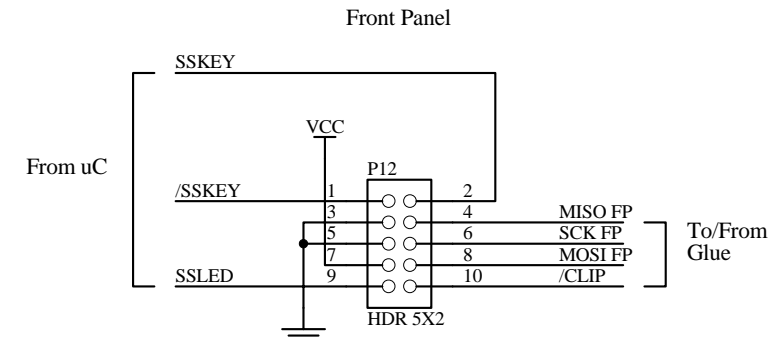 Front Panel
SSKEY
VCC
From uC
P12
/SSKEY
1
2
3
4
MISO FP
5
6
SCK FP
To/From
Glue
7
8
MOSI FP
SSLED
9
10
/CLIP
HDR 5X2